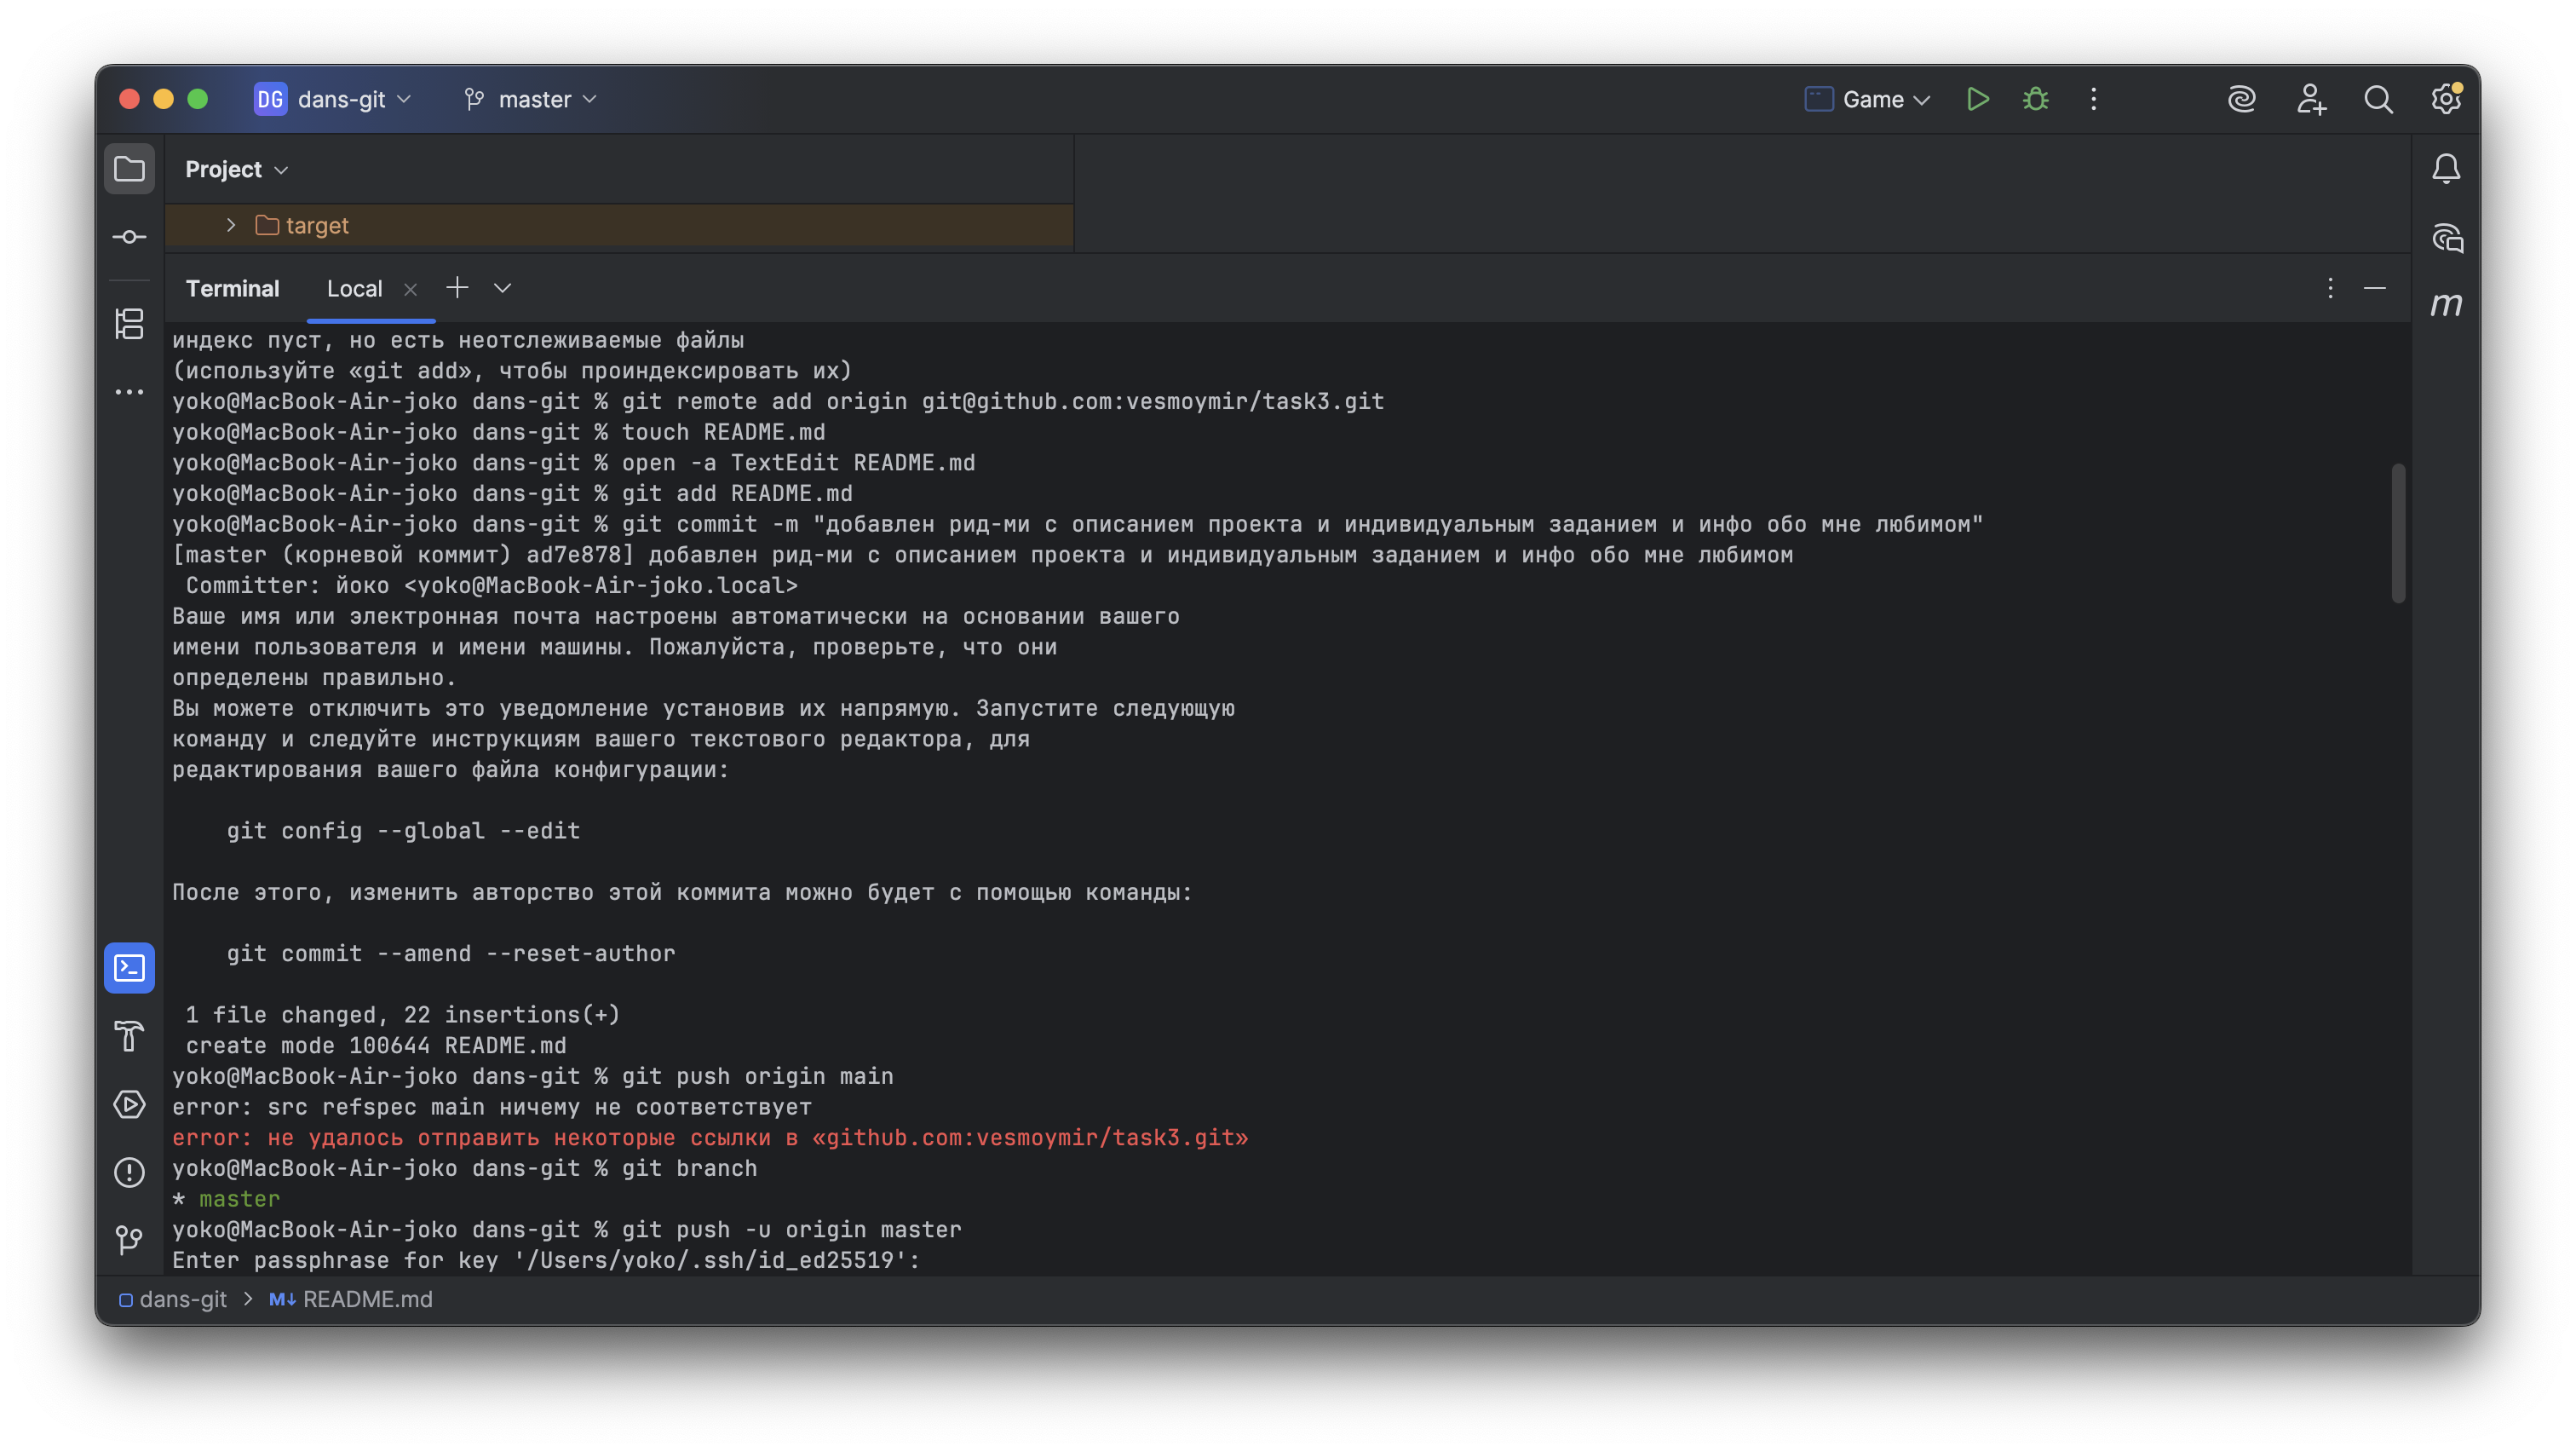 DG dans-git master Game
Project
target
Terminal Local
индекс пуст, но есть неотслеживаемые файлы
(используйте «git add», чтобы проиндексировать их)
yoko@MacBook-Air-joko dans-git % git remote add origin git@github.com:vesmoymir/task3.git
yoko@MacBook-Air-joko dans-git % touch README.md
yoko@MacBook-Air-joko dans-git % open -a TextEdit README.md
yoko@MacBook-Air-joko dans-git % git add README.md
yoko@MacBook-Air-joko dans-git % git commit -m "добавлен рид-ми с описанием проекта и индивидуальным заданием и инфо обо мне любимом"
[master (корневой коммит) ad7e878] добавлен рид-ми с описанием проекта и индивидуальным заданием и инфо обо мне любимом
 Committer: йоко <yoko@MacBook-Air-joko.local>
Ваше имя или электронная почта настроены автоматически на основании вашего
имени пользователя и имени машины. Пожалуйста, проверьте, что они
определены правильно.
Вы можете отключить это уведомление установив их напрямую. Запустите следующую
команду и следуйте инструкциям вашего текстового редактора, для
редактирования вашего файла конфигурации:
    git config --global --edit
После этого, изменить авторство этой коммита можно будет с помощью команды:
    git commit --amend --reset-author
 1 file changed, 22 insertions(+)
 create mode 100644 README.md
yoko@MacBook-Air-joko dans-git % git push origin main
error: src refspec main ничему не соответствует
error: не удалось отправить некоторые ссылки в «github.com:vesmoymir/task3.git»
yoko@MacBook-Air-joko dans-git % git branch
* master
yoko@MacBook-Air-joko dans-git % git push -u origin master
Enter passphrase for key '/Users/yoko/.ssh/id_ed25519':
dans-git > M↓ README.md
m